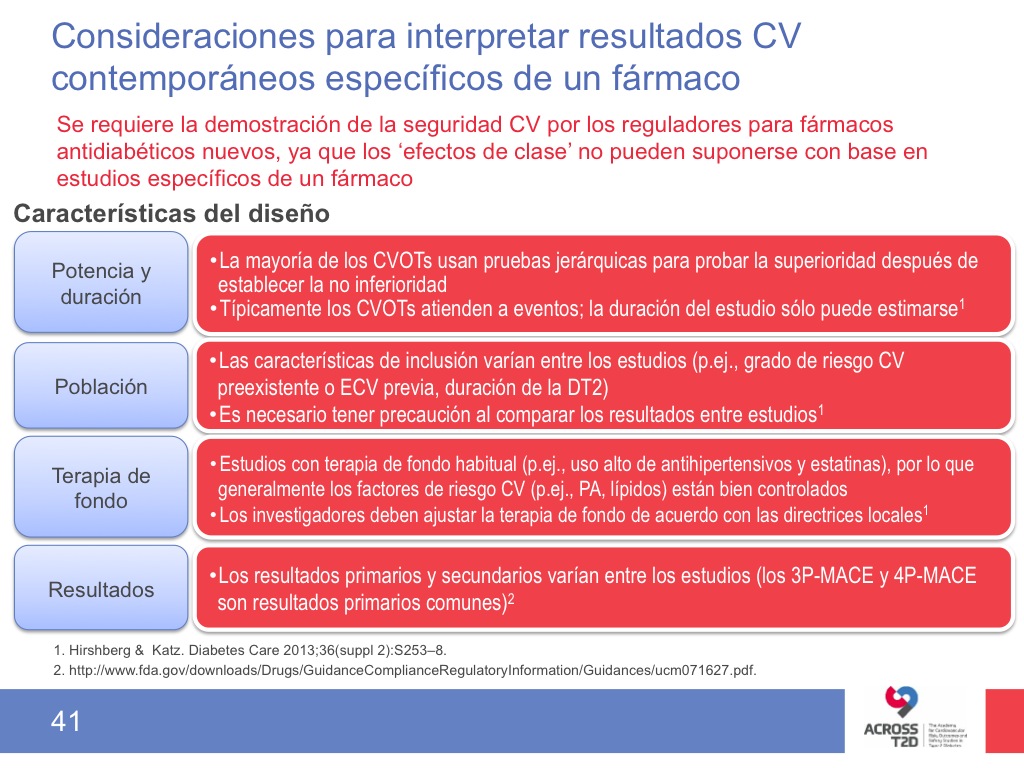 Consideraciones para interpretar resultados CV
contemporáneos específicos de un fármaco
Se requiere la demostración de la seguridad CV por los reguladores para fármacos
antidiabéticos nuevos, ya que los ‘efectos de clase’ no pueden suponerse con base en
estudios específicos de un fármaco
Características del diseño
Potencia y
duración
•La mayoría de los CVOTs usan pruebas jerárquicas para probar la superioridad después de
establecer la no inferioridad
•Típicamente los CVOTs atienden a eventos; la duración del estudio sólo puede estimarse1
Población
•Las características de inclusión varían entre los estudios (p.ej., grado de riesgo CV
preexistente o ECV previa, duración de la DT2)
•Es necesario tener precaución al comparar los resultados entre estudios1
Terapia de
fondo
•Estudios con terapia de fondo habitual (p.ej., uso alto de antihipertensivos y estatinas), por lo que
generalmente los factores de riesgo CV (p.ej., PA, lípidos) están bien controlados
•Los investigadores deben ajustar la terapia de fondo de acuerdo con las directrices locales1
Resultados
•Los resultados primarios y secundarios varían entre los estudios (los 3P-MACE y 4P-MACE
son resultados primarios comunes)2
1. Hirshberg & Katz. Diabetes Care 2013;36(suppl 2):S253–8.
2. http://www.fda.gov/downloads/Drugs/GuidanceComplianceRegulatoryInformation/Guidances/ucm071627.pdf.
41
ACROSS
T2D
The Academy
for Cardiovascular
Risk, Outcomes and
Safety Studies in
Type 2 Diabetes